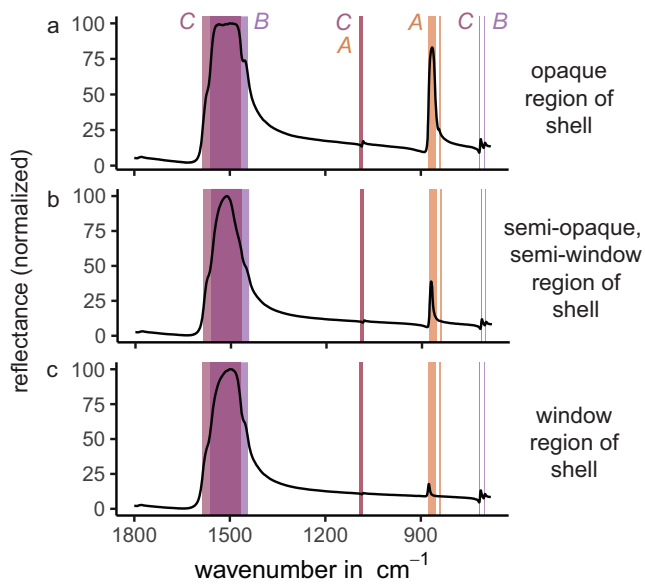 a
C
B
C
A
A
C
B
100
75
50
25
0
opaque
region of
shell
b
100
75
50
25
0
semi-opaque,
semi-window
region of
shell
c
100
75
50
25
0
window
region of
shell
reflectance (normalized)
1800
1500
1200
900
wavenumber in cm⁻¹